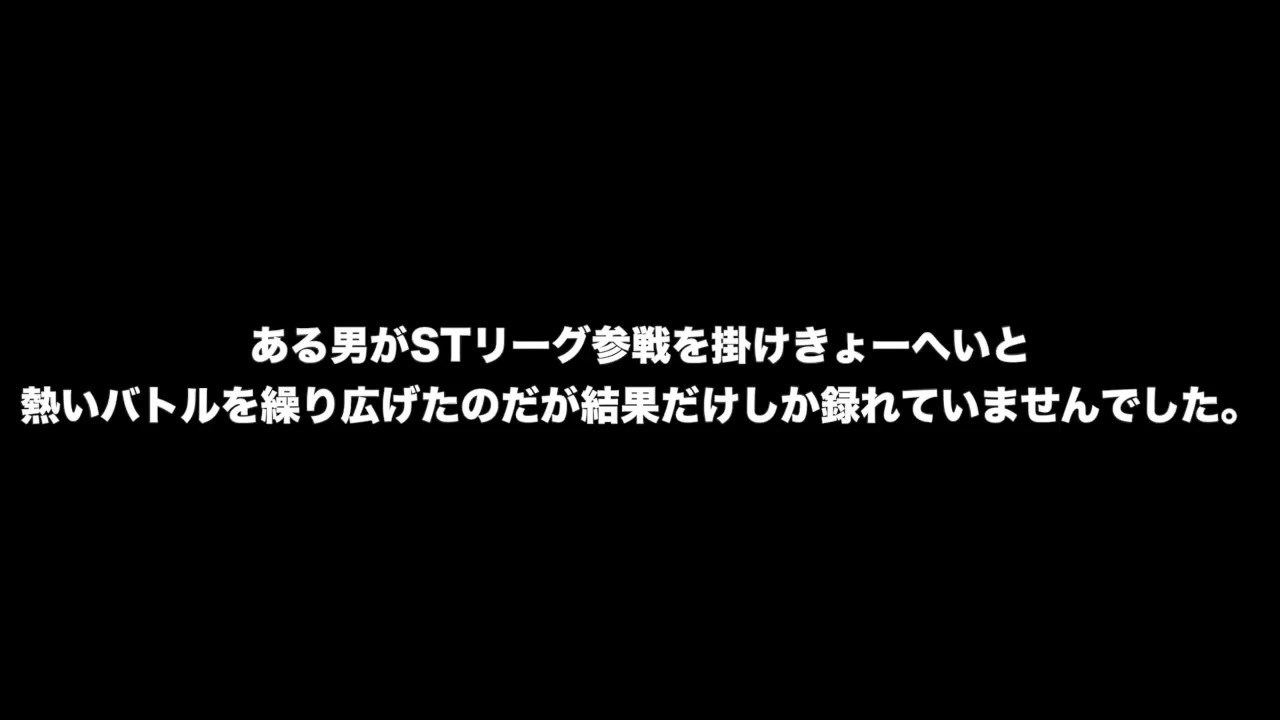 ある男がSTリーグ参戦を掛けきょーへいと
熱いバトルを繰り広げたのだが結果だけしか録れていませんでした。